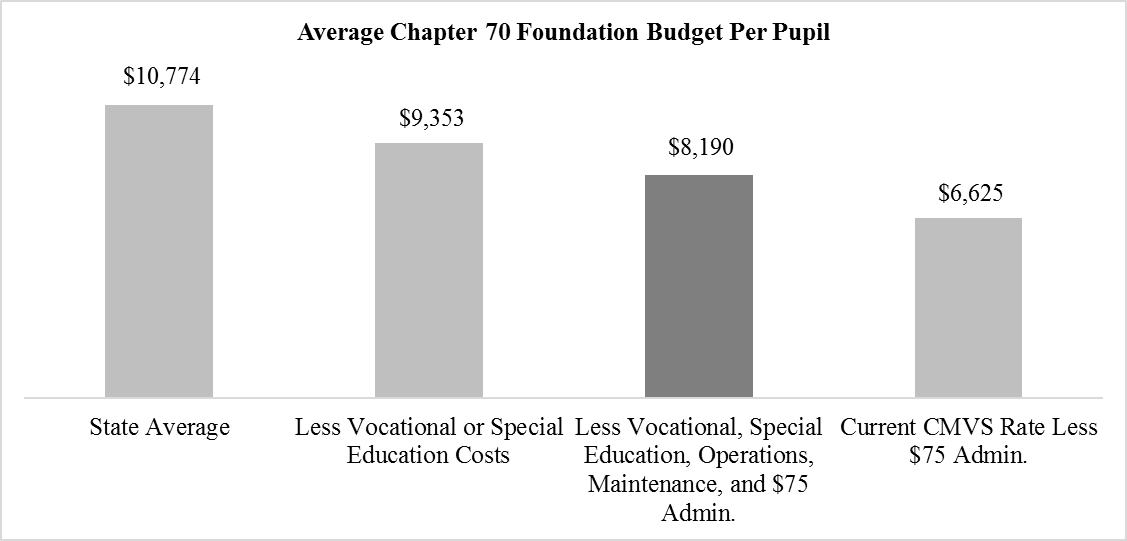 Average Chapter 70 Foundation Budget Per Pupil
$10,774
$9,353
$8,190
$6,625
State Average
Less Vocational or Special
Education Costs
Less Vocational, Special
Education, Operations,
Maintenance, and $75
Admin.
Current CMVS Rate Less
$75 Admin.